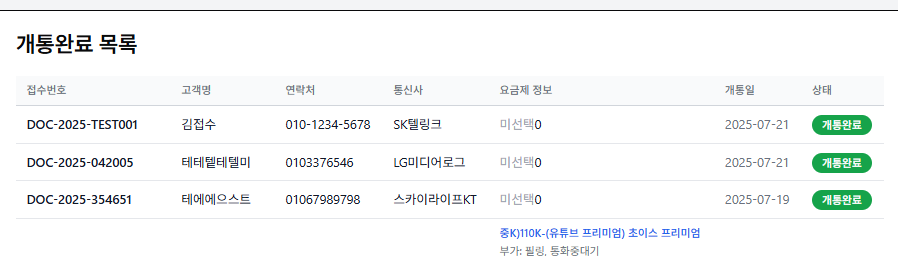 개통완료 목록
접수번호 고객명 연락처 통신사 요금제 정보 개통일 상태
DOC-2025-TEST001 김접수 010-1234-5678 SK텔링크 미선택0 2025-07-21 개통완료
DOC-2025-042005 테테텔테텔미 0103376546 LG미디어로그 미선택0 2025-07-21 개통완료
DOC-2025-354651 테에에으스트 01067989798 스카이라이프KT 미선택0 2025-07-19 개통완료
중K)110K-(유튜브 프리미엄) 초이스 프리미엄
부가: 필링, 통화중대기